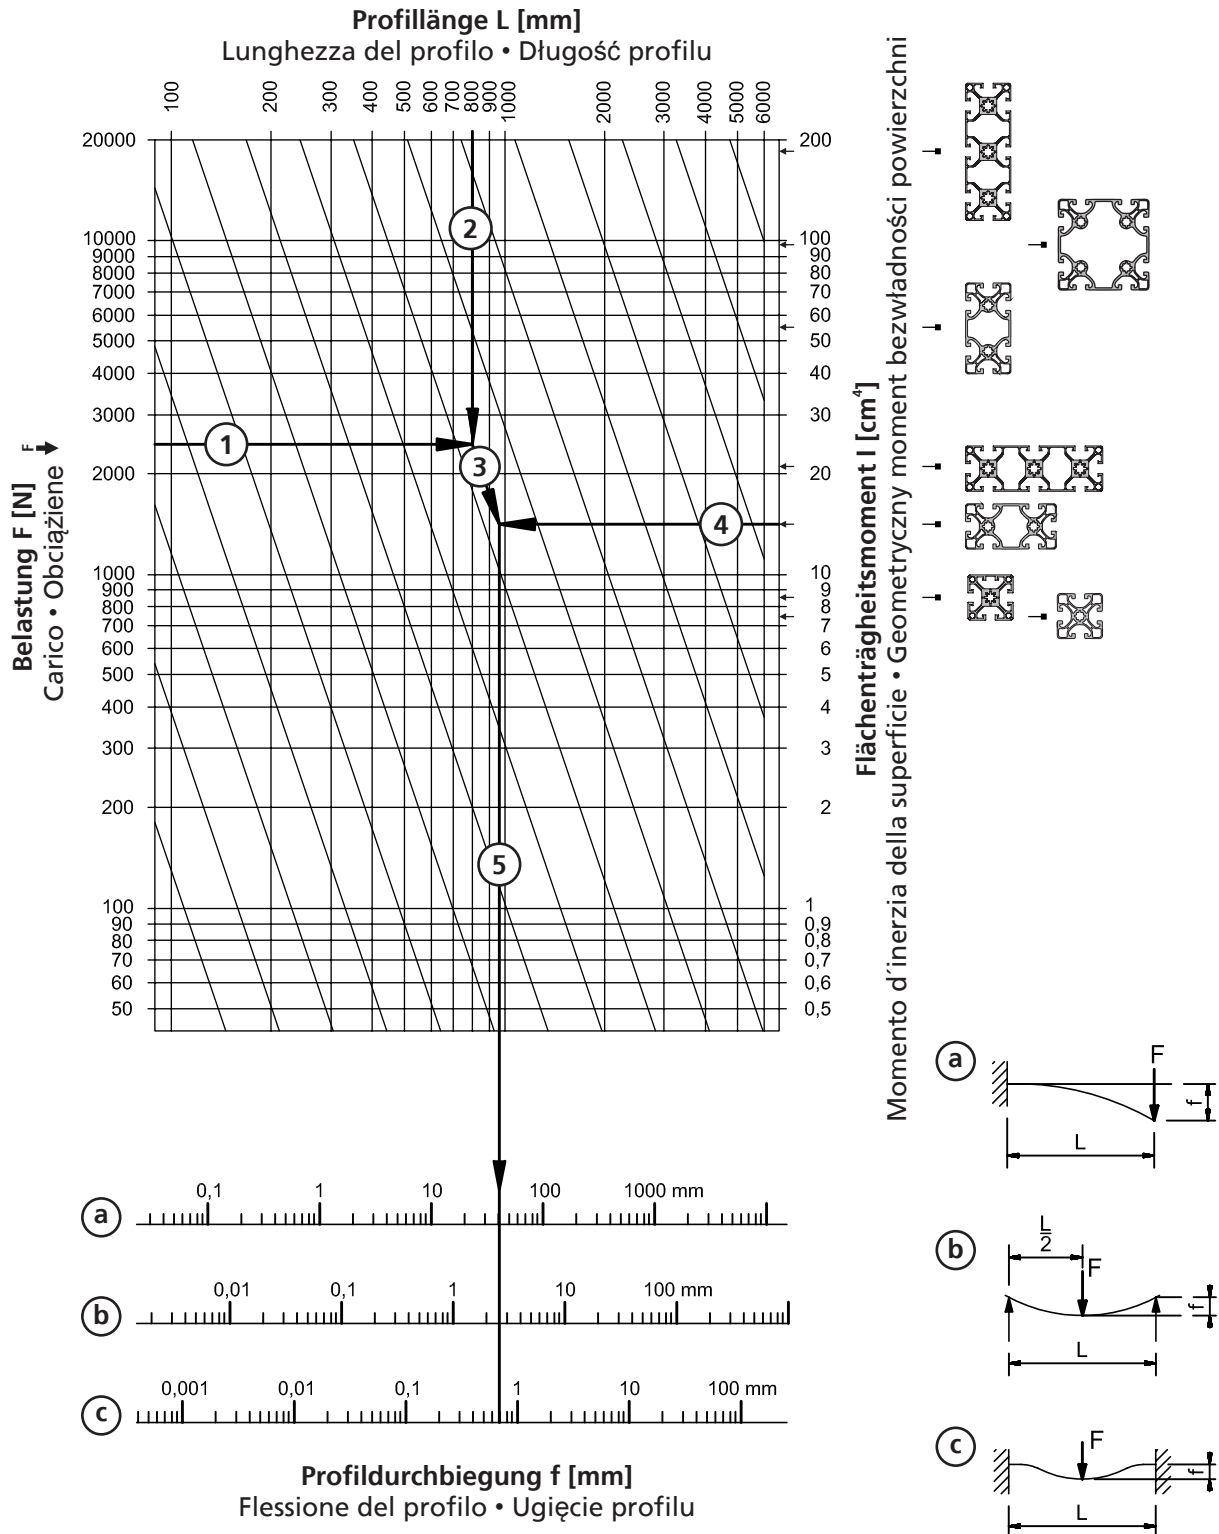 Profillänge L [mm]
Lunghezza del profilo • Długość profilu
100 200 300 400 500 600 700 800 900 1000 2000 3000 4000 5000 6000
20000
10000
9000
8000
7000
6000
5000
4000
3000
2000
1000
900
800
700
600
500
400
300
200
100
90
80
70
60
50
Belastung F [N]
Carico • Obciążiene
F
1
2
3
4
5
200
100
90
80
70
60
50
40
30
20
10
9
8
7
6
5
4
3
2
1
0,9
0,8
0,7
0,6
0,5
Flächenträgheitsmoment I [cm⁴]
Momento d´inerzia della superficie • Geometryczny moment bezwładności powierzchni
a
0,1 1 10 100 1000 mm
b
0,01 0,1 1 10 100 mm
c
0,001 0,01 0,1 1 10 100 mm
Profildurchbiegung f [mm]
Flessione del profilo • Ugięcie profilu
a
F
f
L
b
L
2
F
f
L
c
F
f
L